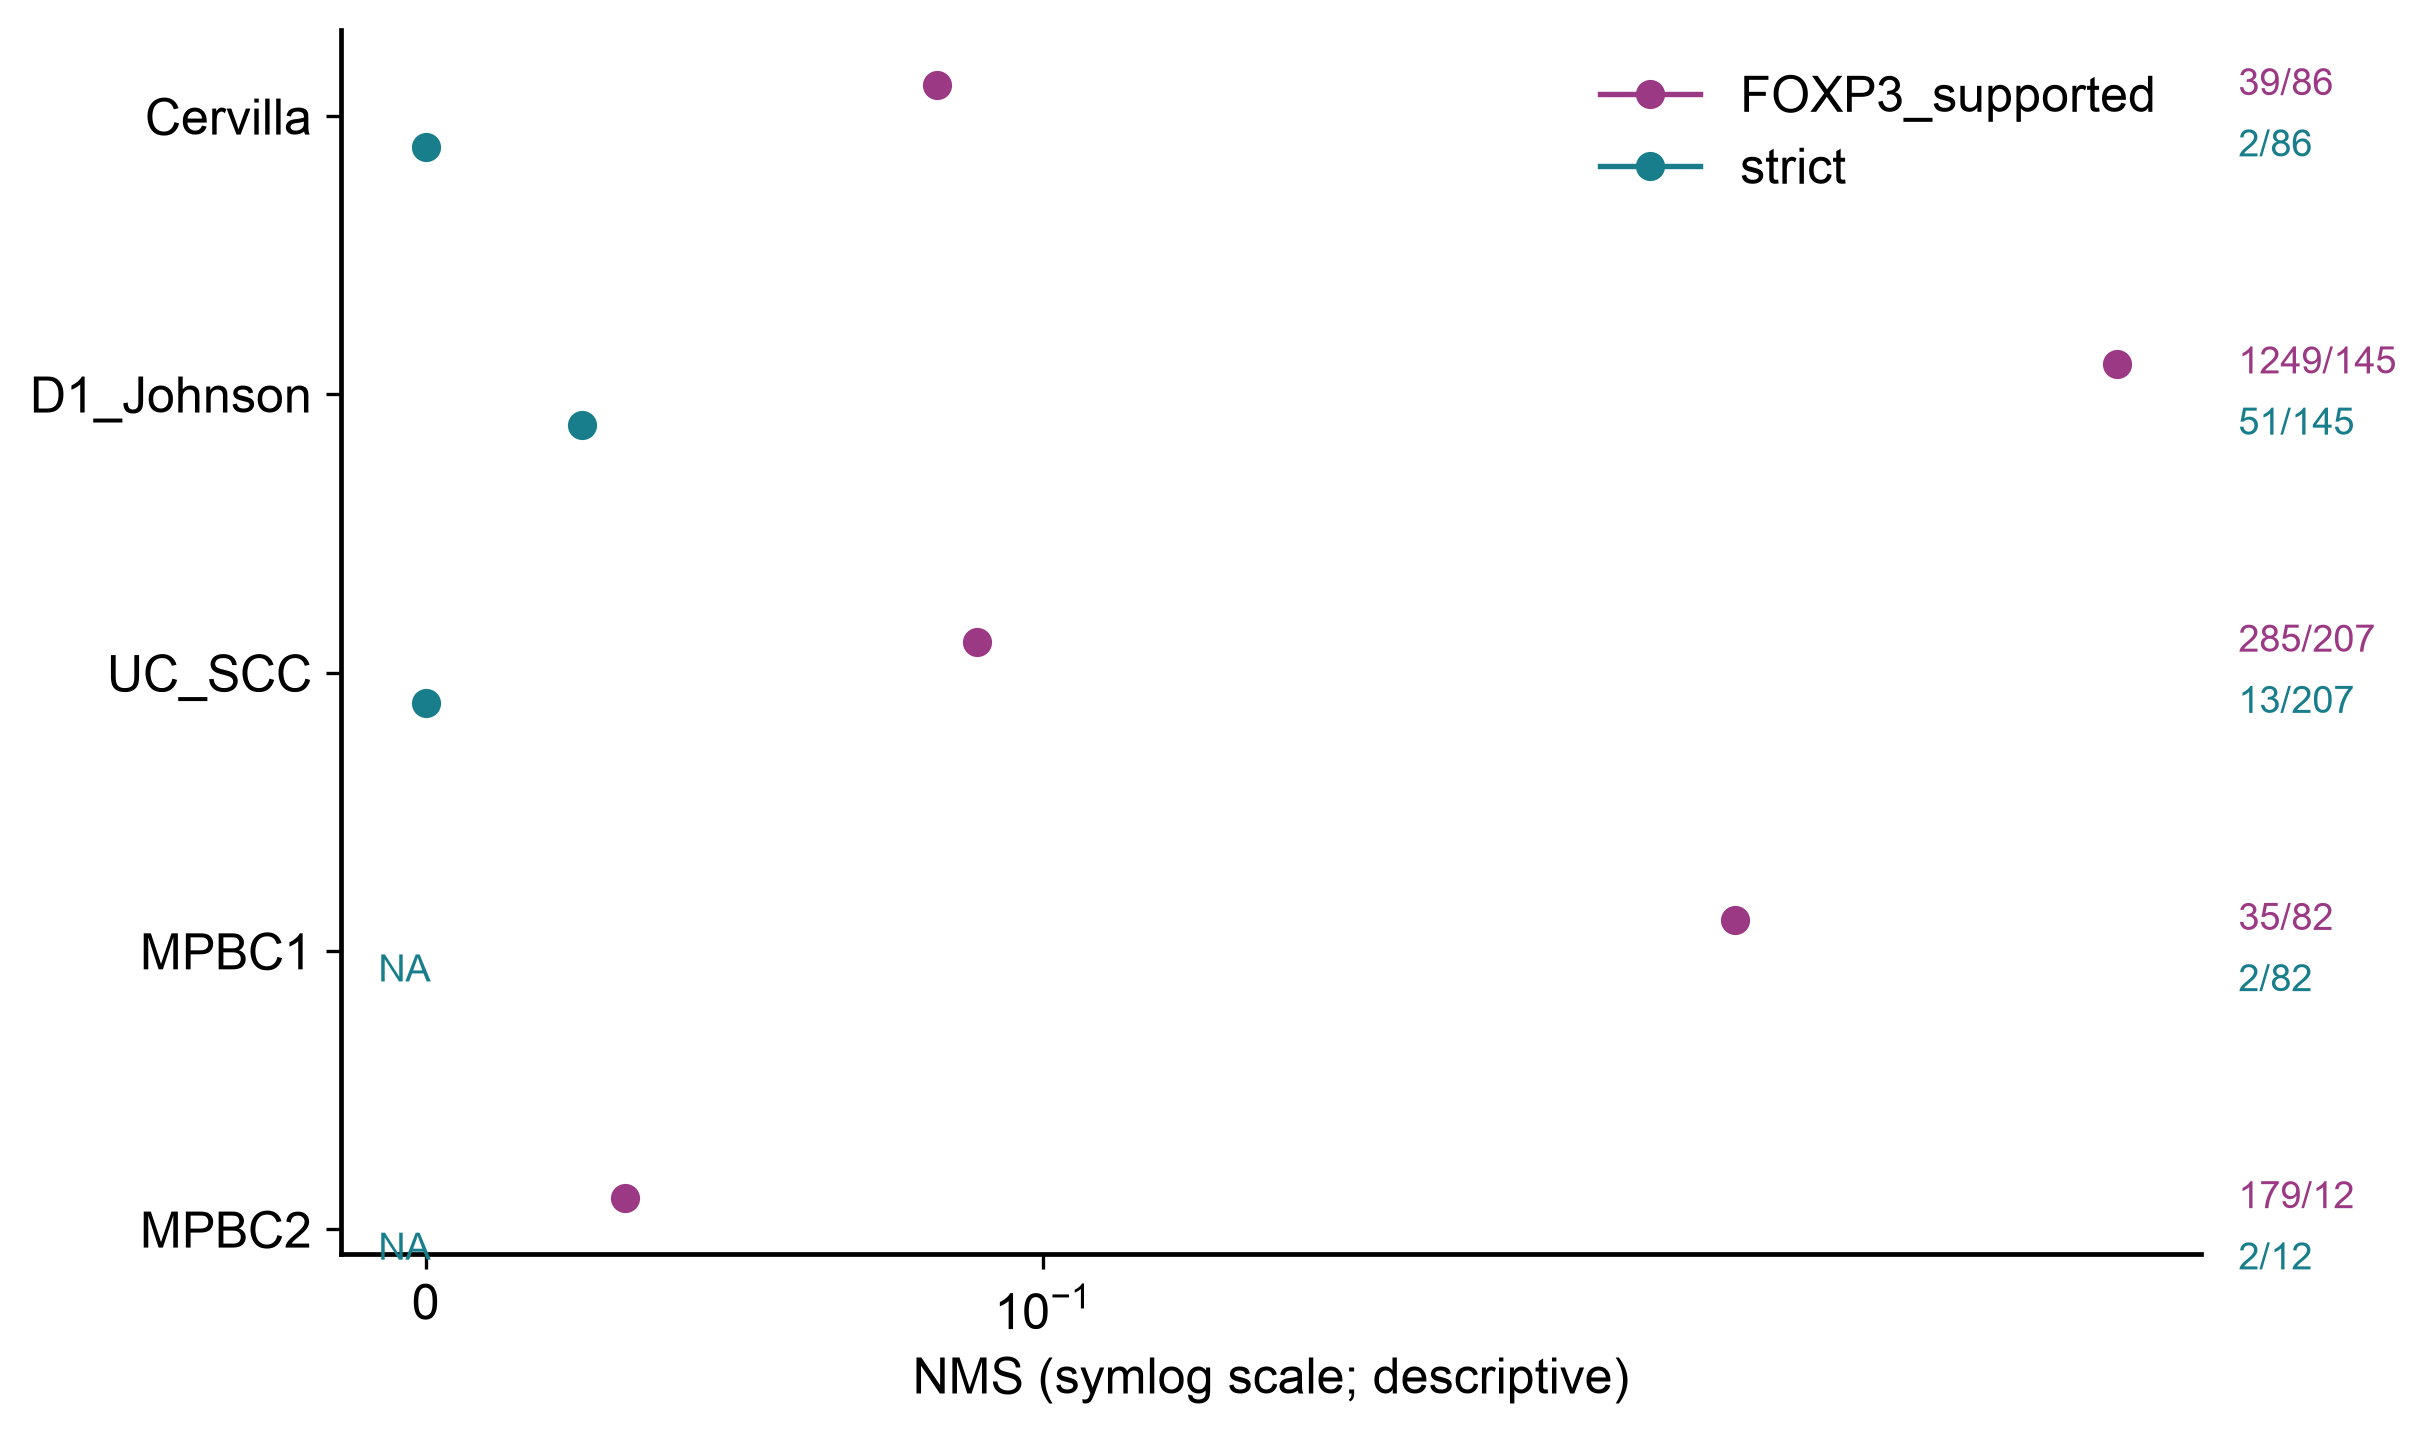 FOXP3_supported
strict
Cervilla
39/86
2/86
D1_Johnson
1249/145
51/145
UC_SCC
285/207
13/207
MPBC1
NA
35/82
2/82
MPBC2
NA
179/12
2/12
0
10⁻¹
NMS (symlog scale; descriptive)